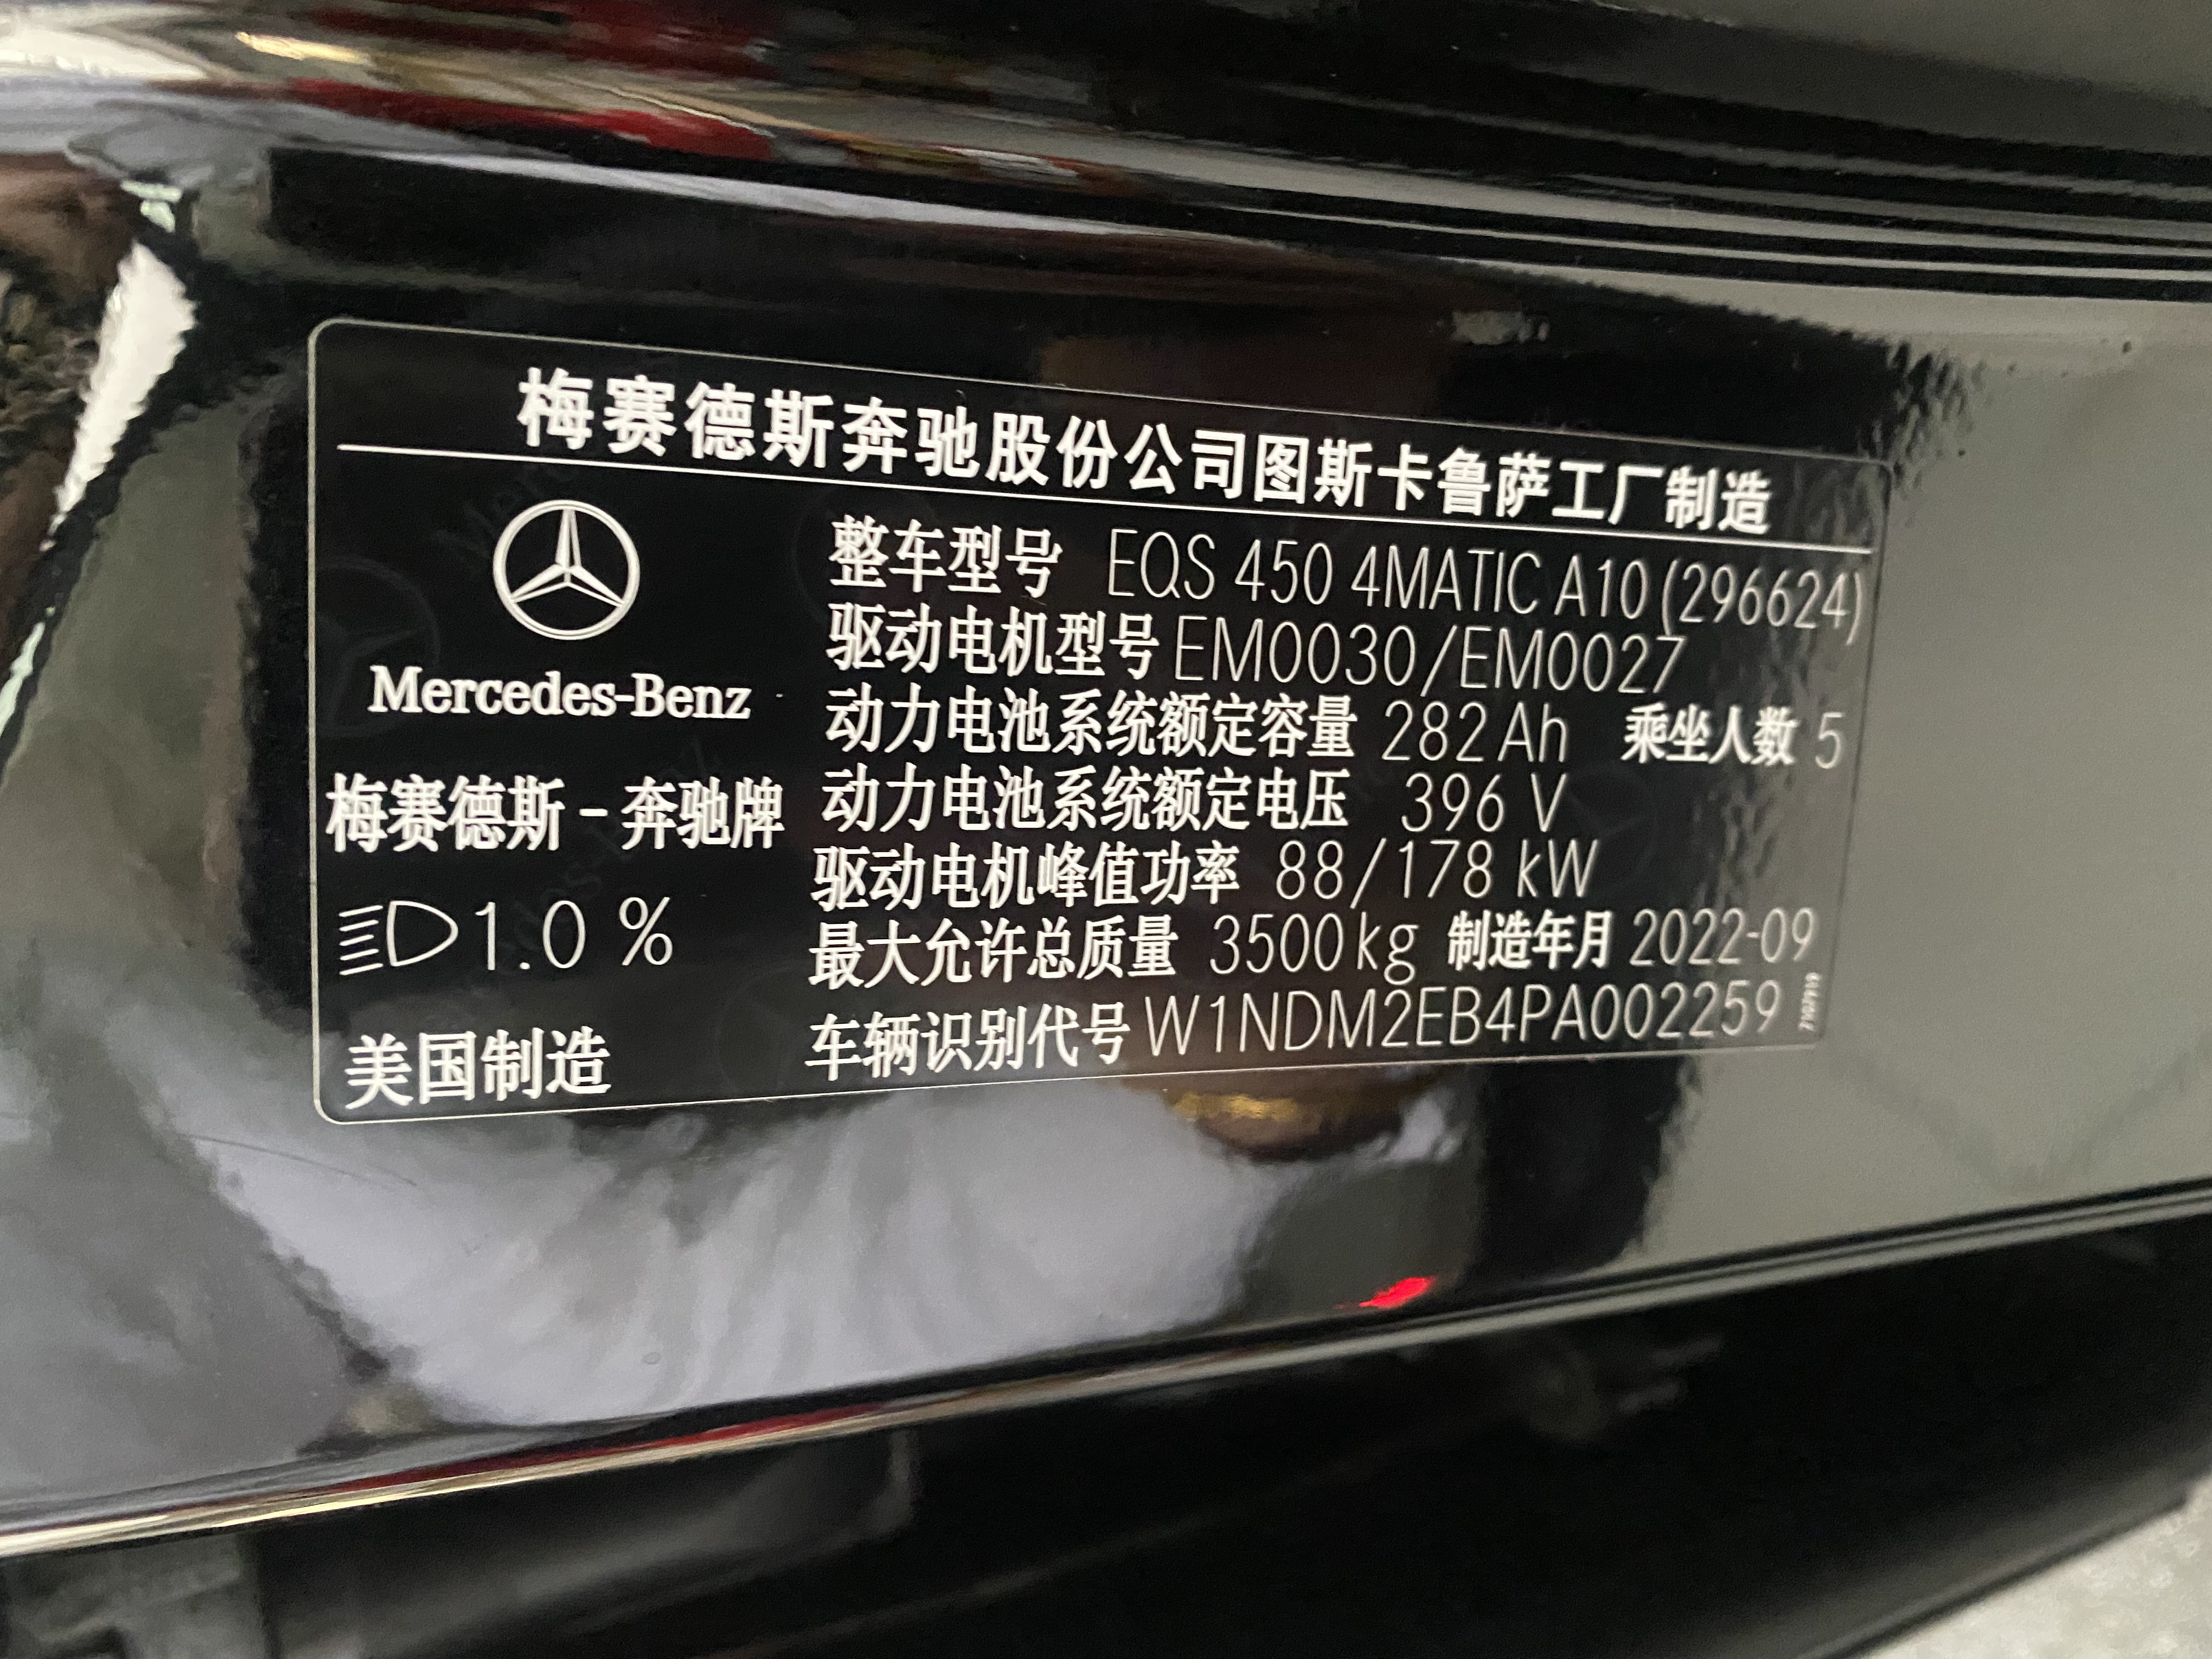 梅赛德斯奔驰股份公司图斯卡鲁萨工厂制造
整车型号 EQS 450 4MATIC A10 (296624)
驱动电机型号 EM0030/EM0027
Mercedes-Benz
动力电池系统额定容量 282 Ah 乘坐人数 5
梅赛德斯-奔驰牌
动力电池系统额定电压 396 V
驱动电机峰值功率 88/178 kW
1.0 %
最大允许总质量 3500 kg 制造年月 2022-09
美国制造
车辆识别代号 W1NDM2EB4PA002259